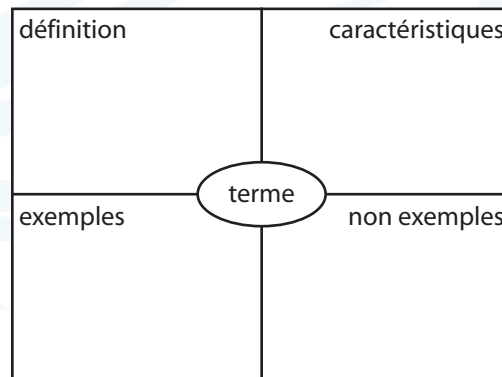 définition
caractéristiques
terme
exemples
non exemples